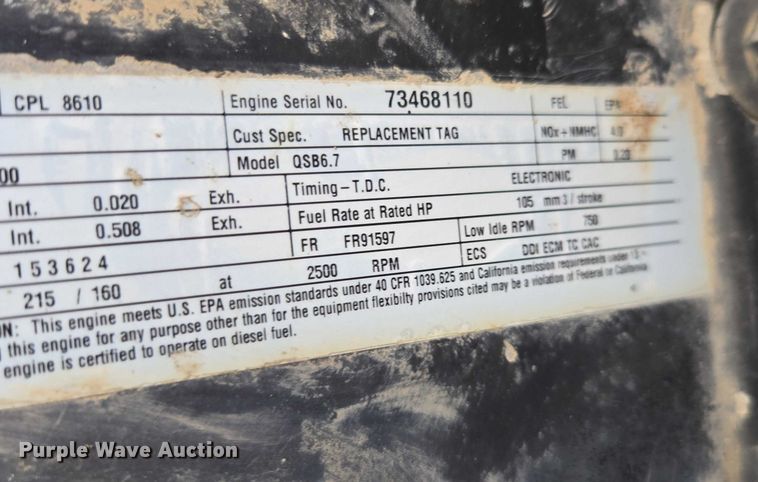 CPL 8610 Engine Serial No. 73468110 FEL EPA
Cust Spec. REPLACEMENT TAG NOx+NMHC 4.0
00 Model QSB6.7 PM 0.20
Int. 0.020 Exh. Timing-T.D.C. ELECTRONIC
Int. 0.508 Exh. Fuel Rate at Rated HP 105 mm3 / stroke
153624 FR FR91597 Low Idle RPM 750
215 / 160 at 2500 RPM ECS DDI ECM TC CAC
N: This engine meets U.S. EPA emission standards under 40 CFR 1039.625 and California emission requirements under 13
this engine for any purpose other than for the equipment flexibilty provisions cited may be a violation of Federal or California
engine is certified to operate on diesel fuel.
Purple Wave Auction